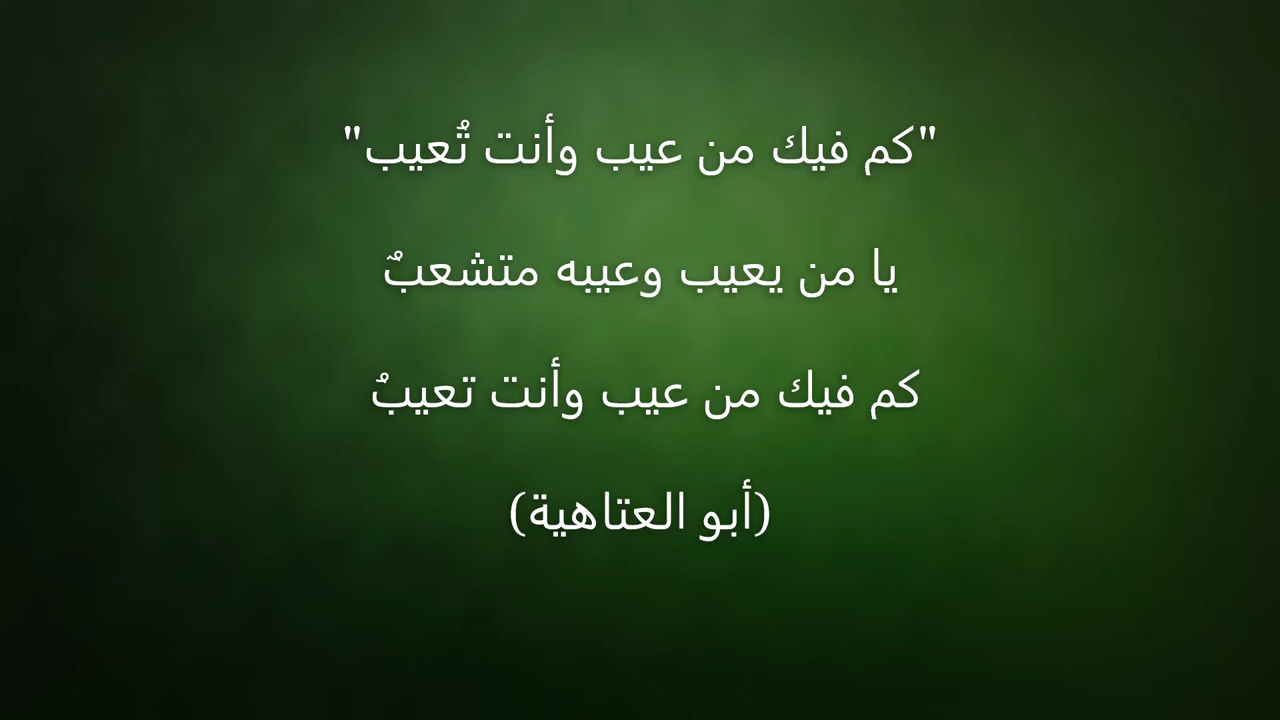 "كم فيك من عيب وأنت تُعيب"
يا من يعيب وعيبه متشعبٌ
كم فيك من عيب وأنت تعيبٌ
(أبو العتاهية)